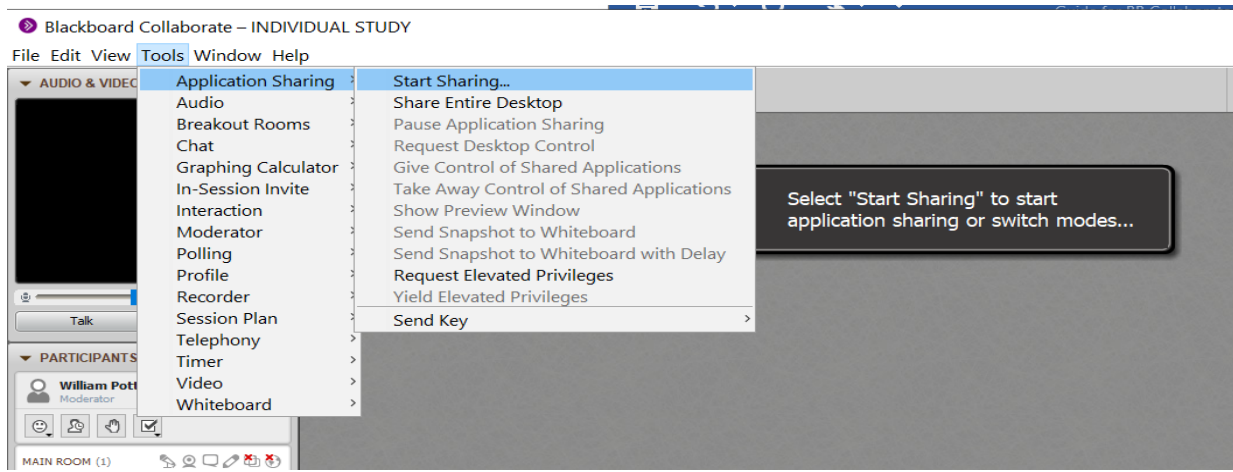 Blackboard Collaborate – INDIVIDUAL STUDY
File Edit View Tools Window Help
AUDIO & VIDEO
Application Sharing
Audio
Breakout Rooms
Chat
Graphing Calculator
In-Session Invite
Interaction
Moderator
Polling
Profile
Recorder
Session Plan
Telephony
Timer
Video
Whiteboard
Start Sharing...
Share Entire Desktop
Pause Application Sharing
Request Desktop Control
Give Control of Shared Applications
Take Away Control of Shared Applications
Show Preview Window
Send Snapshot to Whiteboard
Send Snapshot to Whiteboard with Delay
Request Elevated Privileges
Yield Elevated Privileges
Send Key
Select "Start Sharing" to start
application sharing or switch modes...
Talk
PARTICIPANTS
William Pott
Moderator
MAIN ROOM (1)